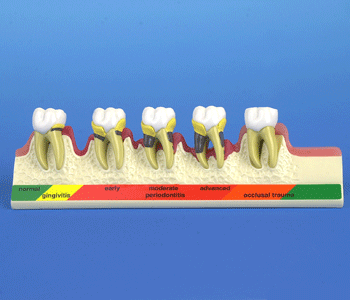 normal
gingivitis
early
moderate
periodontitis
advanced
occlusal trauma